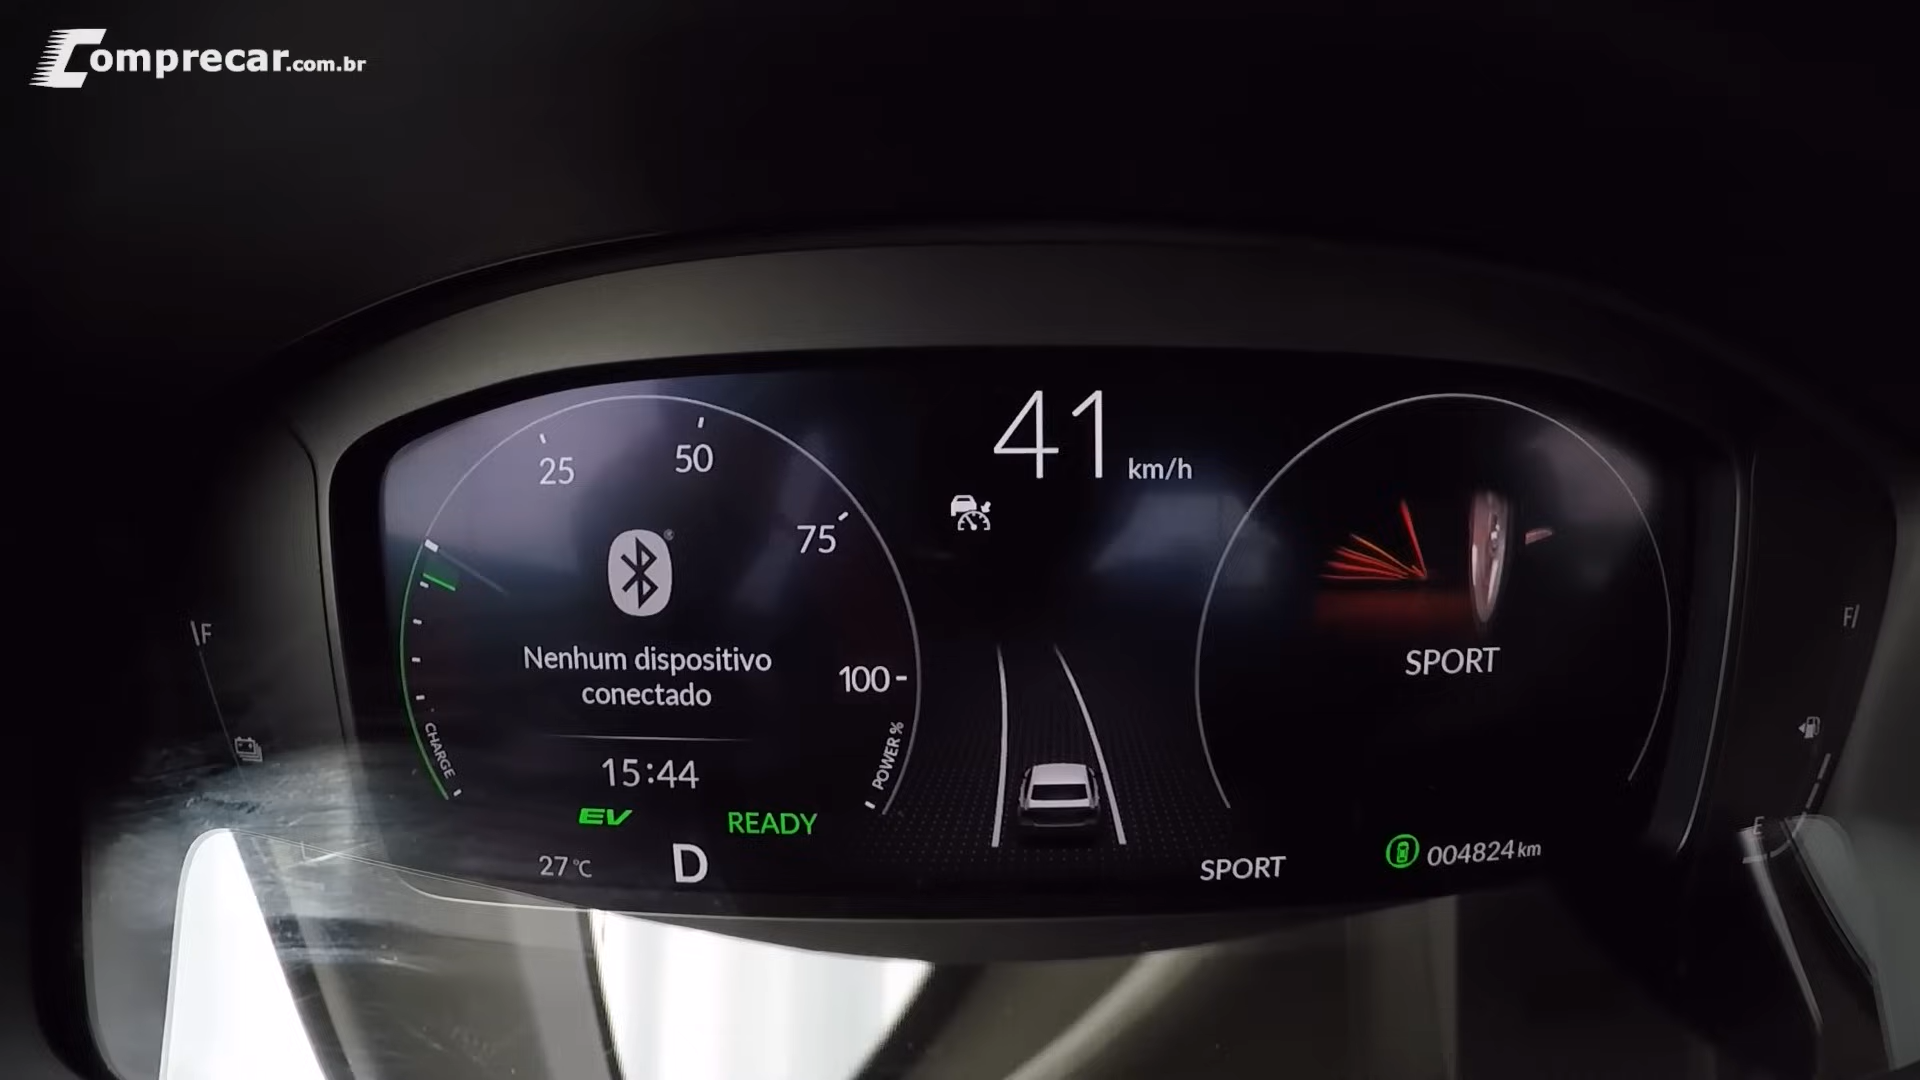 Comprecar.com.br
41 km/h
25
50
75
100
Nenhum dispositivo
conectado
CHARGE
POWER %
15:44
EV
READY
27 °C
D
SPORT
SPORT
004824 km
F
F
E